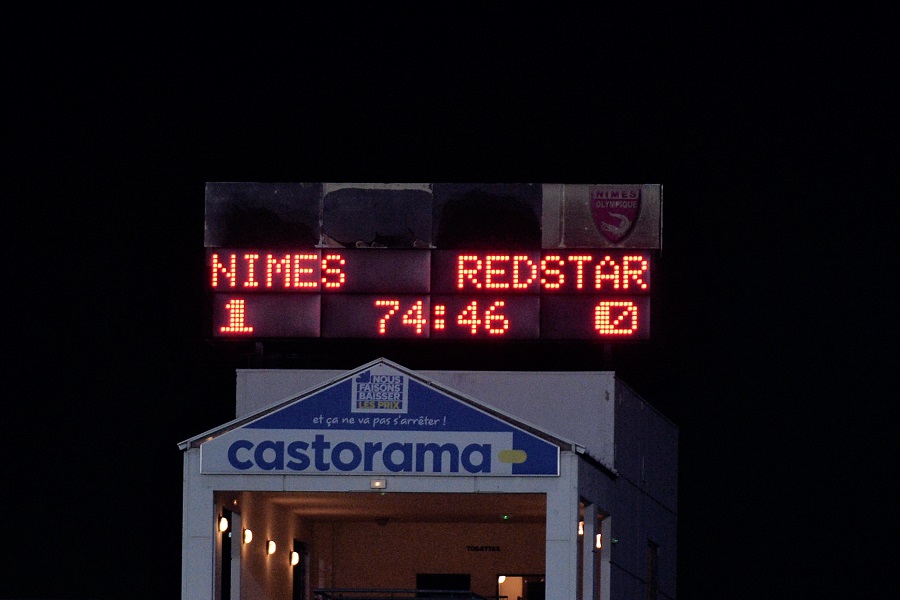 NIMES
OLYMPIQUE
NIMES REDSTAR
1 74:46 0
NOUS
FAISONS
BAISSER
LES PRIX
et ça ne va pas s'arrêter !
castorama
TOILETTES